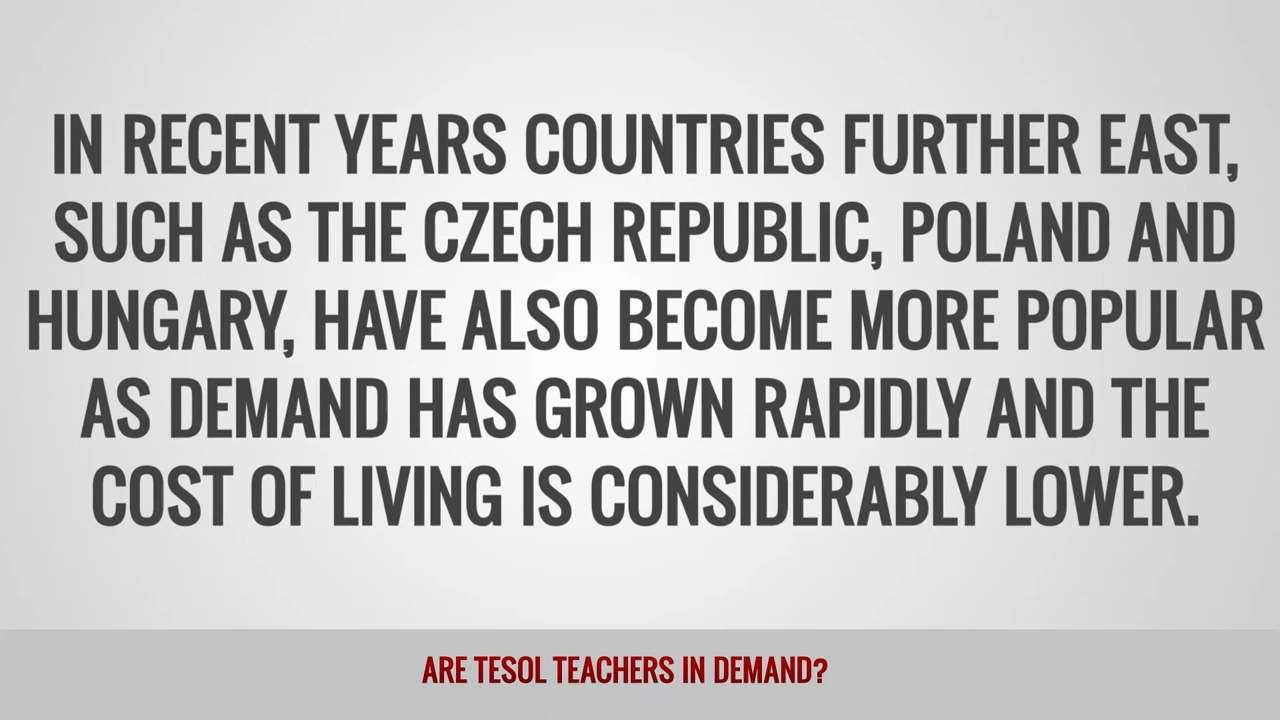 IN RECENT YEARS COUNTRIES FURTHER EAST,
SUCH AS THE CZECH REPUBLIC, POLAND AND
HUNGARY, HAVE ALSO BECOME MORE POPULAR
AS DEMAND HAS GROWN RAPIDLY AND THE
COST OF LIVING IS CONSIDERABLY LOWER.
ARE TESOL TEACHERS IN DEMAND?